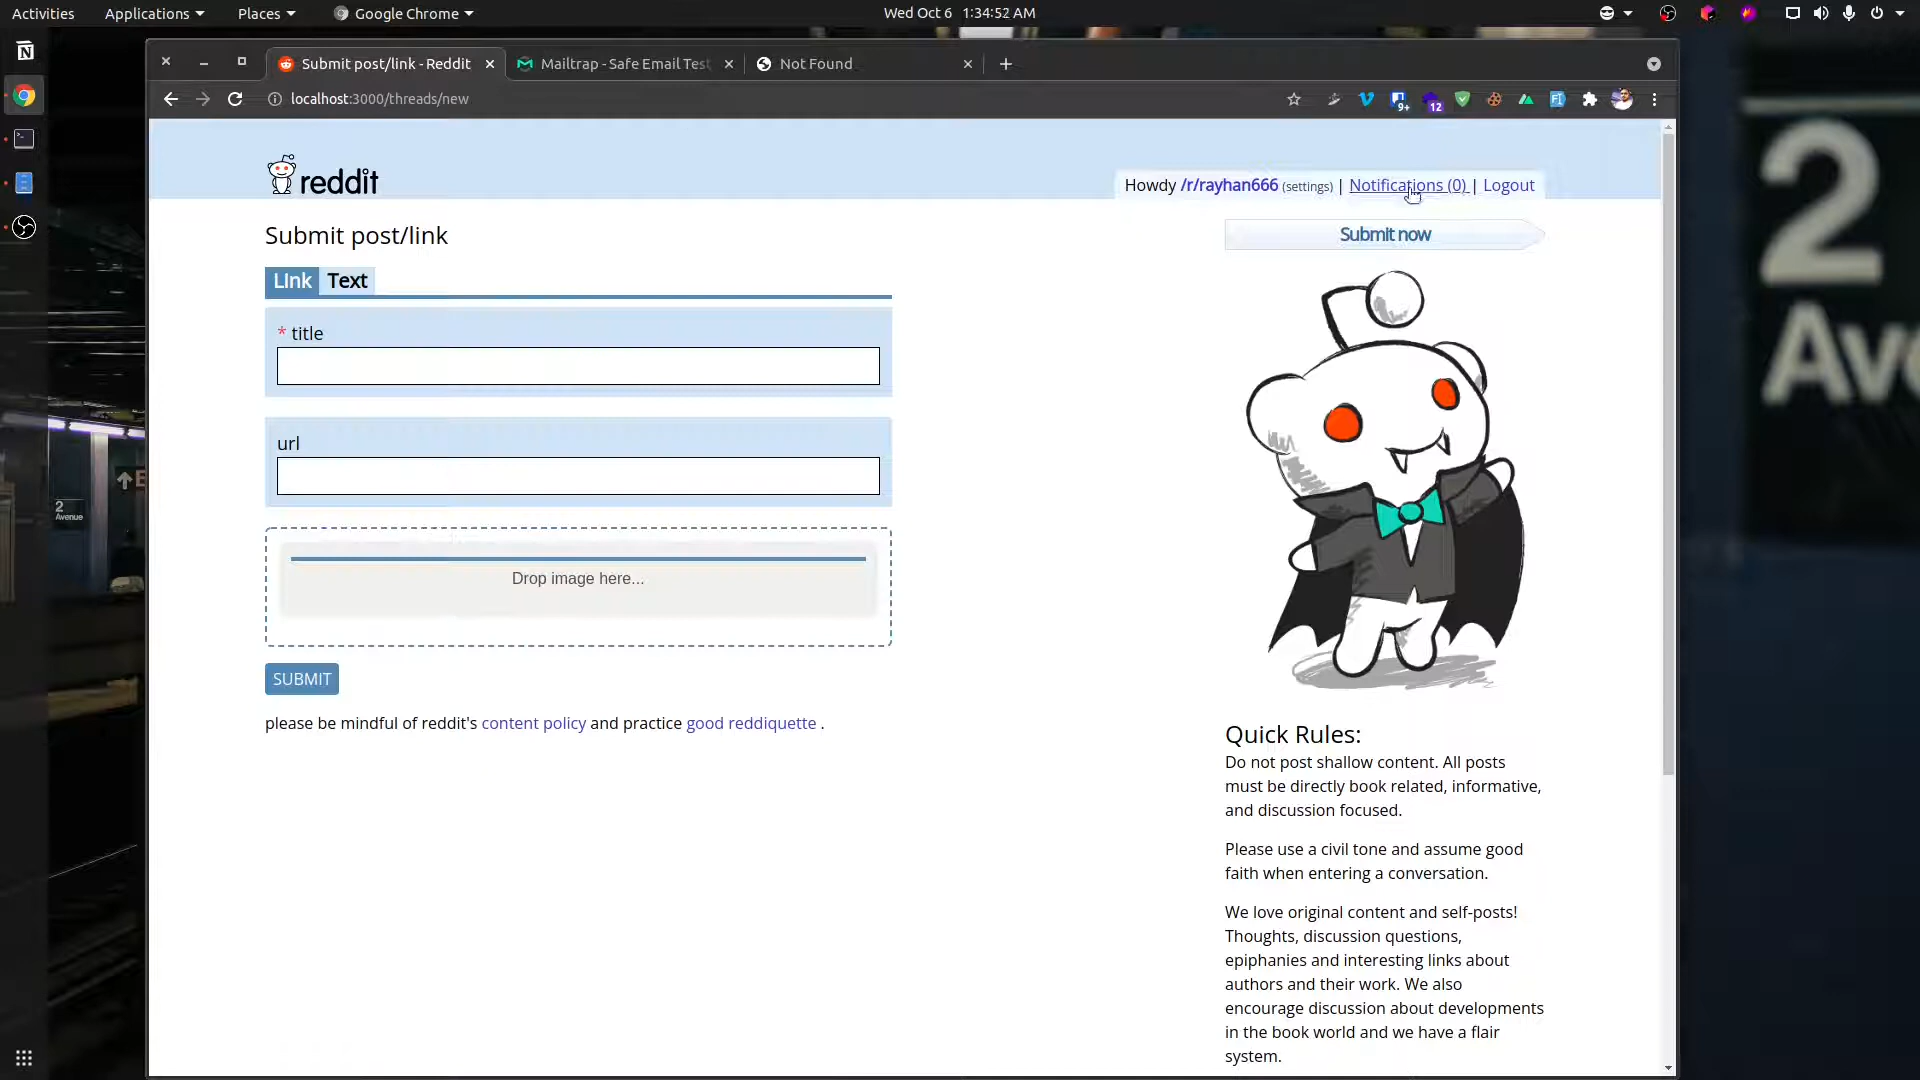 Activities Applications Places Google Chrome Wed Oct 6 1:34:52 AM
Submit post/link - Reddit Mailtrap - Safe Email Test Not Found
localhost:3000/threads/new 9+ 12
reddit
Howdy /r/rayhan666 (settings) | Notifications (0) | Logout
Submit post/link
Submit now
LInk Text
* title
url
Drop image here...
SUBMIT
please be mindful of reddit's content policy and practice good reddiquette .
Quick Rules:
Do not post shallow content. All posts
must be directly book related, informative,
and discussion focused.
Please use a civil tone and assume good
faith when entering a conversation.
We love original content and self-posts!
Thoughts, discussion questions,
epiphanies and interesting links about
authors and their work. We also
encourage discussion about developments
in the book world and we have a flair
system.
2
Avenue
2
Ave